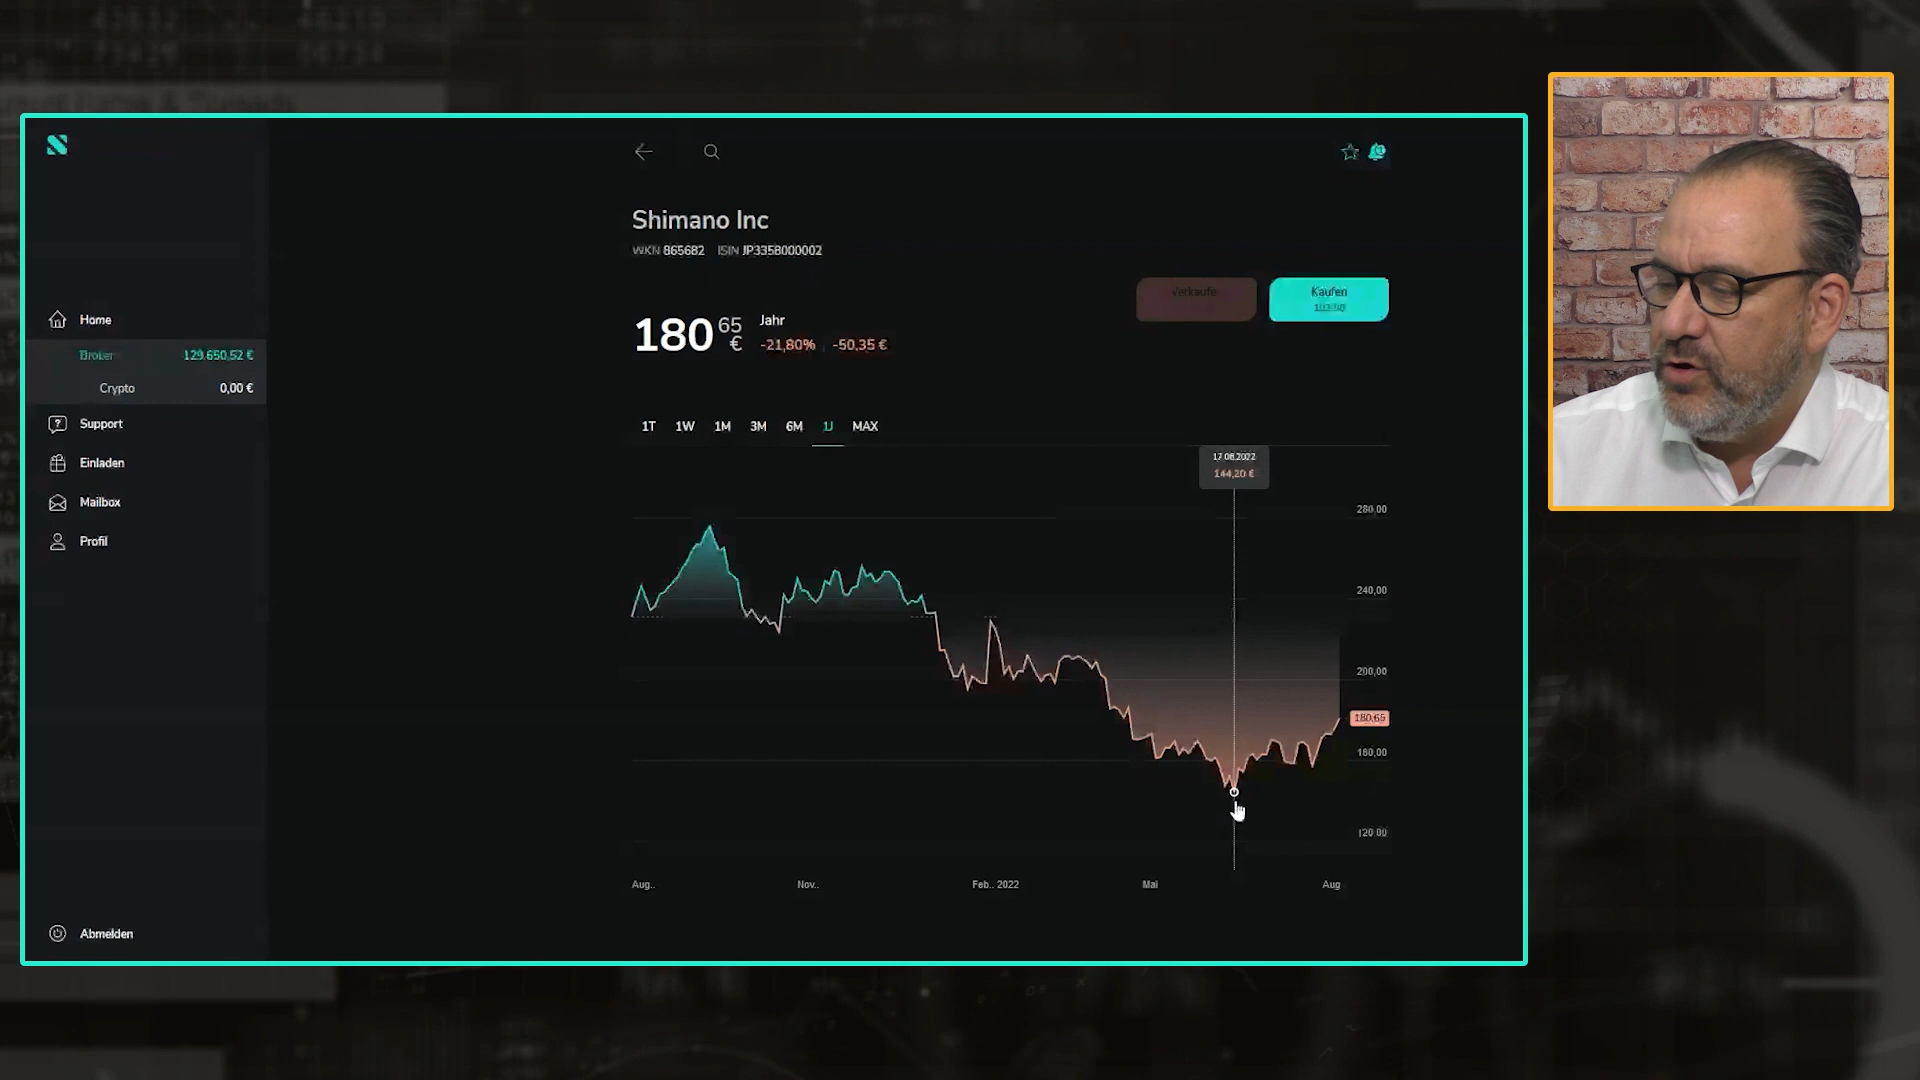 Shimano Inc
WKN 865682 ISIN JP3358000002
Verkaufe
Kaufen
180 65 €
Jahr
-21,80% -50,35 €
Home
Broker 129.650,52 €
Crypto 0,00 €
Support
Einladen
Mailbox
Profil
Abmelden
1T 1W 1M 3M 6M 1J MAX
17.06.2022
144,20 €
280,00
240,00
200,00
180,65
160,00
120,00
Aug.. Nov.. Feb.. 2022 Mai Aug